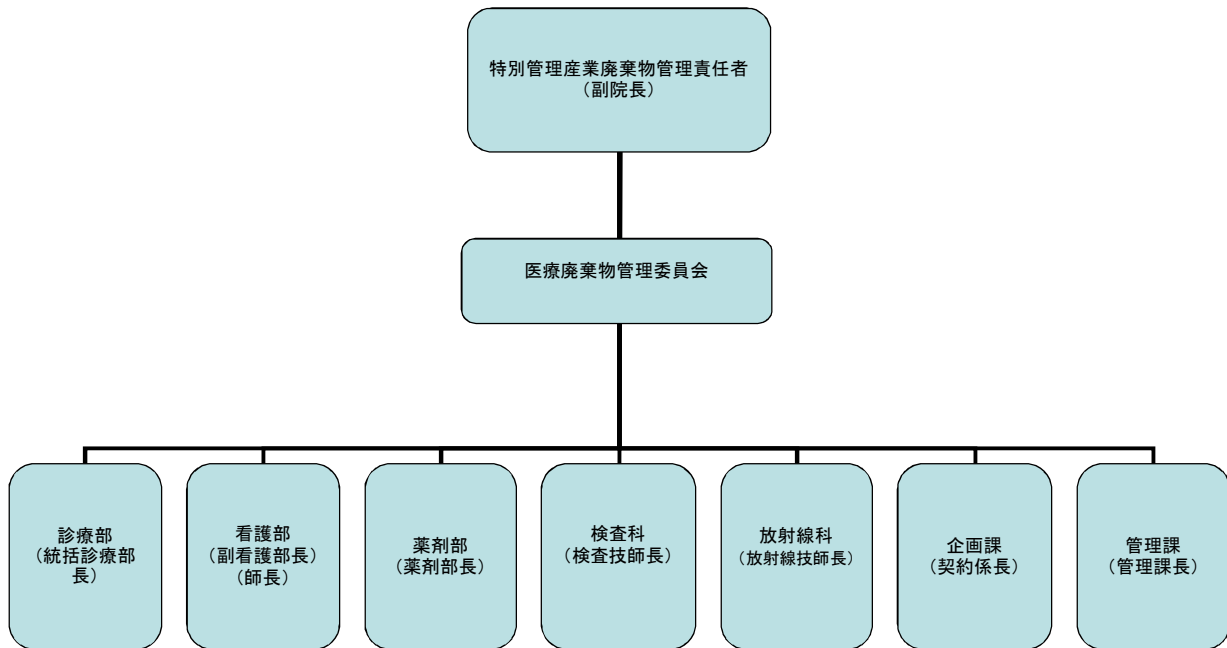 特別管理産業廃棄物管理責任者
（副院長）
医療廃棄物管理委員会
診療部
（統括診療部
長）
看護部
（副看護部長）
（師長）
薬剤部
（薬剤部長）
検査科
（検査技師長）
放射線科
（放射線技師長）
企画課
（契約係長）
管理課
（管理課長）